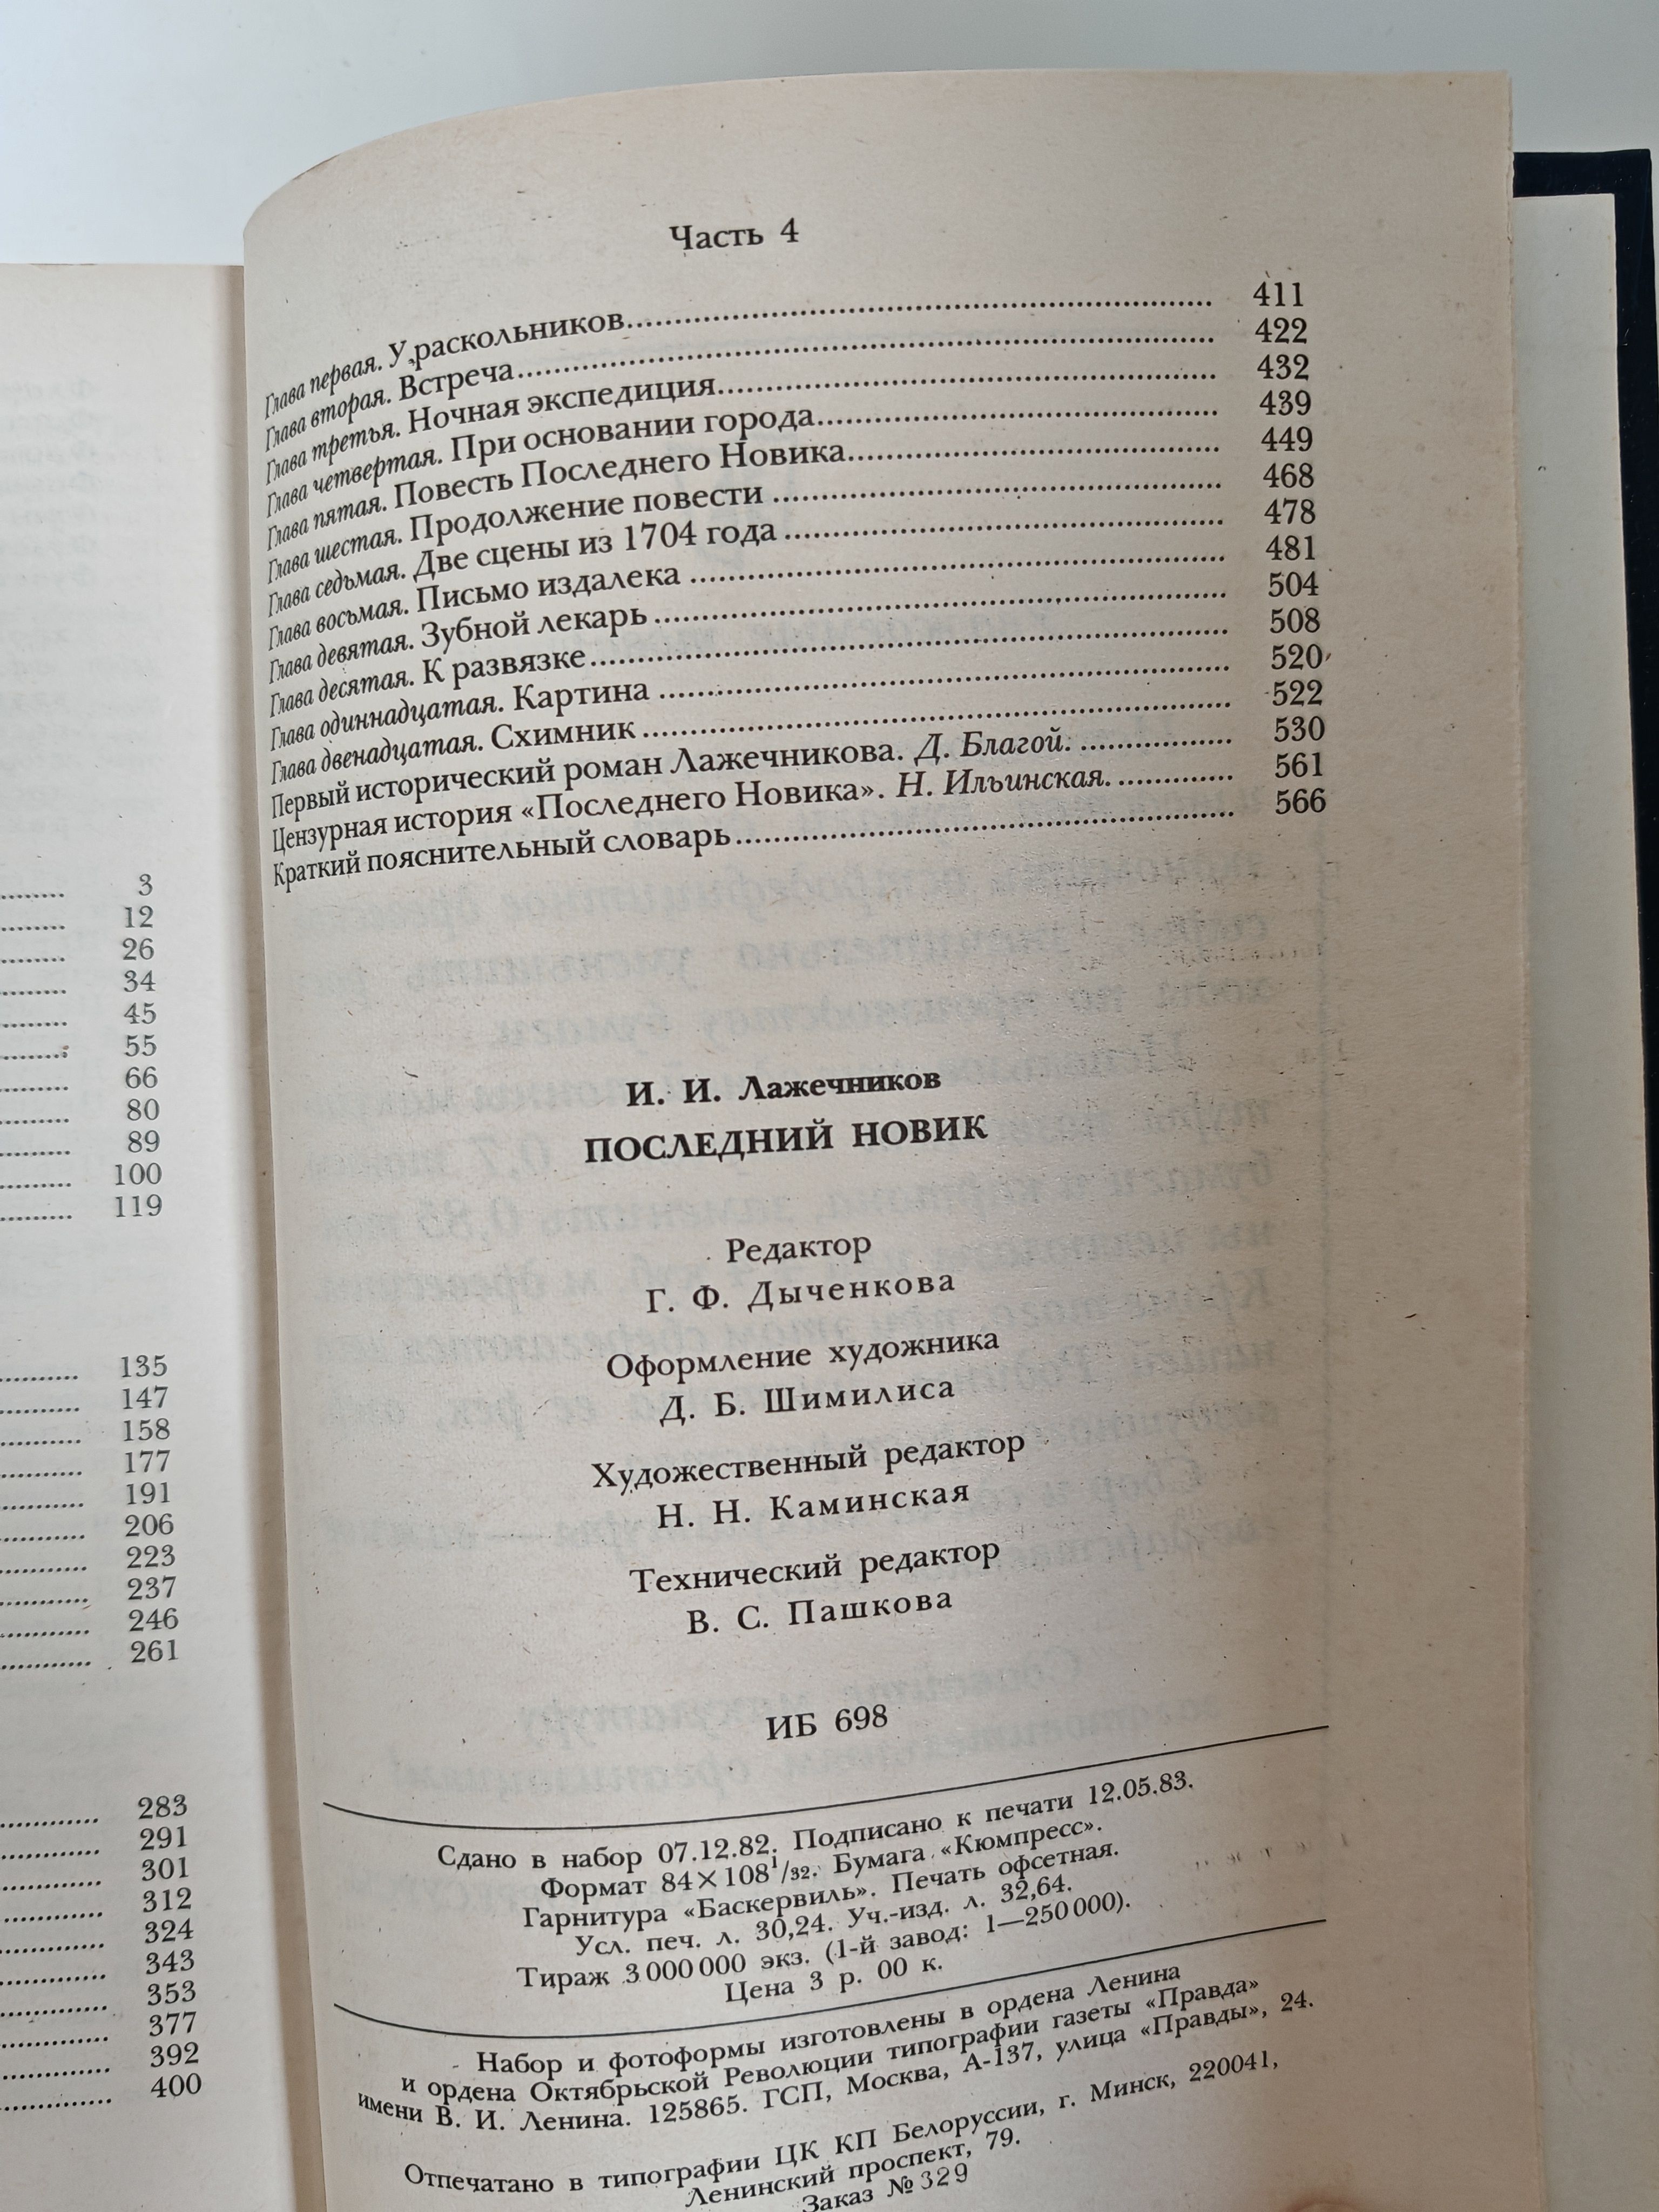 3
12
26
34
45
55
66
80
89
100
119
135
147
158
177
191
206
223
237
246
261
283
291
301
312
324
343
353
377
392
400
Часть 4
Глава первая. У раскольников 411
Глава вторая. Встреча 422
Глава третья. Ночная экспедиция 432
Глава четвертая. При основании города 439
Глава пятая. Повесть Последнего Новика 449
Глава шестая. Продолжение повести 468
Глава седьмая. Две сцены из 1704 года 478
Глава восьмая. Письмо издалека 481
Глава девятая. Зубной лекарь 504
Глава десятая. К развязке 508
Глава одиннадцатая. Картина 520
Глава двенадцатая. Схимник 522
Первый исторический роман Лажечникова. Д. Благой. 530
Цензурная история «Последнего Новика». Н. Ильинская. 561
Краткий пояснительный словарь 566
И. И. Лажечников
ПОСЛЕДНИЙ НОВИК
Редактор
Г. Ф. Дыченкова
Оформление художника
Д. Б. Шимилиса
Художественный редактор
Н. Н. Каминская
Технический редактор
В. С. Пашкова
ИБ 698
Сдано в набор 07.12.82. Подписано к печати 12.05.83.
Формат 84×108¹/₃₂. Бумага «Кюмпресс».
Гарнитура «Баскервиль». Печать офсетная.
Усл. печ. л. 30,24. Уч.-изд. л. 32,64.
Тираж 3 000 000 экз. (1-й завод: 1—250 000).
Цена 3 р. 00 к.
Набор и фотоформы изготовлены в ордена Ленина
и ордена Октябрьской Революции типографии газеты «Правда»
имени В. И. Ленина. 125865. ГСП, Москва, А-137, улица «Правды», 24.
Отпечатано в типографии ЦК КП Белоруссии, г. Минск, 220041,
Ленинский проспект, 79.
Заказ № 329